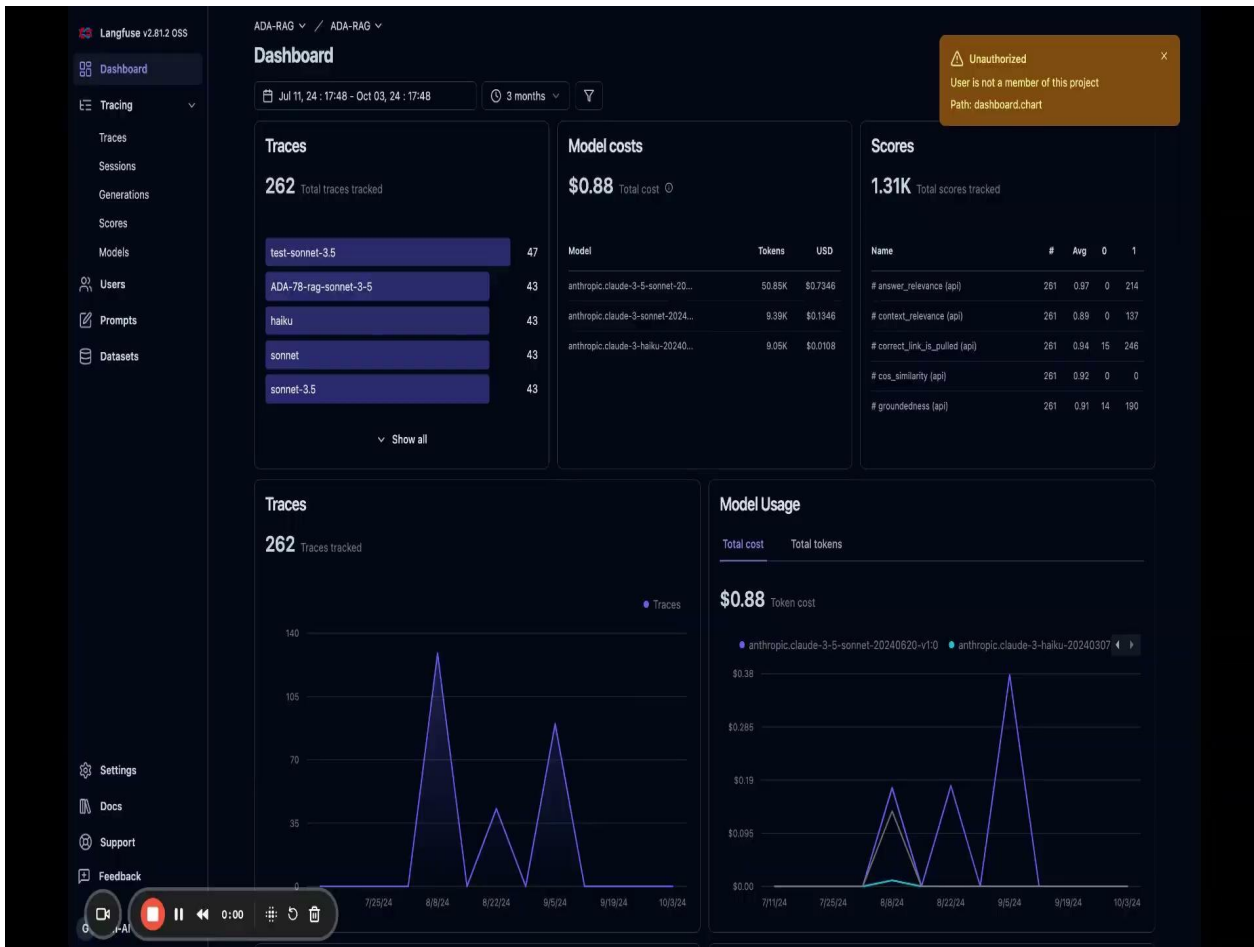 Langfuse v2.81.2 OSS
Dashboard
Tracing
Traces
Sessions
Generations
Scores
Models
Users
Prompts
Datasets
Settings
Docs
Support
Feedback
0:00
ADA-RAG / ADA-RAG
Dashboard
Jul 11, 24 : 17:48 - Oct 03, 24 : 17:48
3 months
Unauthorized
User is not a member of this project
Path: dashboard.chart
Traces
262 Total traces tracked
test-sonnet-3.5 47
ADA-78-rag-sonnet-3-5 43
haiku 43
sonnet 43
sonnet-3.5 43
Show all
Model costs
$0.88 Total cost
Model Tokens USD
anthropic.claude-3-5-sonnet-20... 50.85K $0.7346
anthropic.claude-3-sonnet-2024... 9.39K $0.1346
anthropic.claude-3-haiku-20240... 9.05K $0.0108
Scores
1.31K Total scores tracked
Name # Avg 0 1
# answer_relevance (api) 261 0.97 0 214
# context_relevance (api) 261 0.89 0 137
# correct_link_is_pulled (api) 261 0.94 15 246
# cos_similarity (api) 261 0.92 0 0
# groundedness (api) 261 0.91 14 190
Traces
262 Traces tracked
Traces
140
105
70
35
0
7/25/24 8/8/24 8/22/24 9/5/24 9/19/24 10/3/24
Model Usage
Total cost Total tokens
$0.88 Token cost
anthropic.claude-3-5-sonnet-20240620-v1:0 anthropic.claude-3-haiku-20240307
$0.38
$0.285
$0.19
$0.095
$0.00
7/11/24 7/25/24 8/8/24 8/22/24 9/5/24 9/19/24 10/3/24